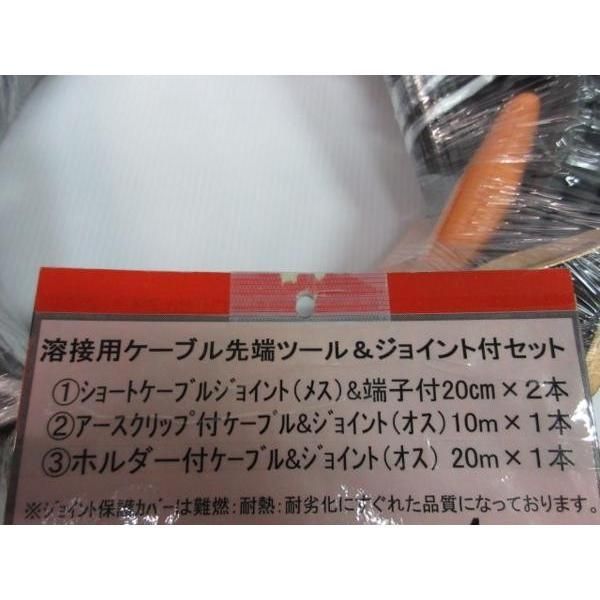 溶接用ケーブル先端ツール&ジョイント付セット
①ショートケーブルジョイント(メス)&端子付20㎝×2本
②アースクリップ付ケーブル&ジョイント(オス)10m×1本
③ホルダー付ケーブル&ジョイント(オス) 20m×1本
※ジョイント保護カバーは難燃:耐熱:耐劣化にすぐれた品質になっております。